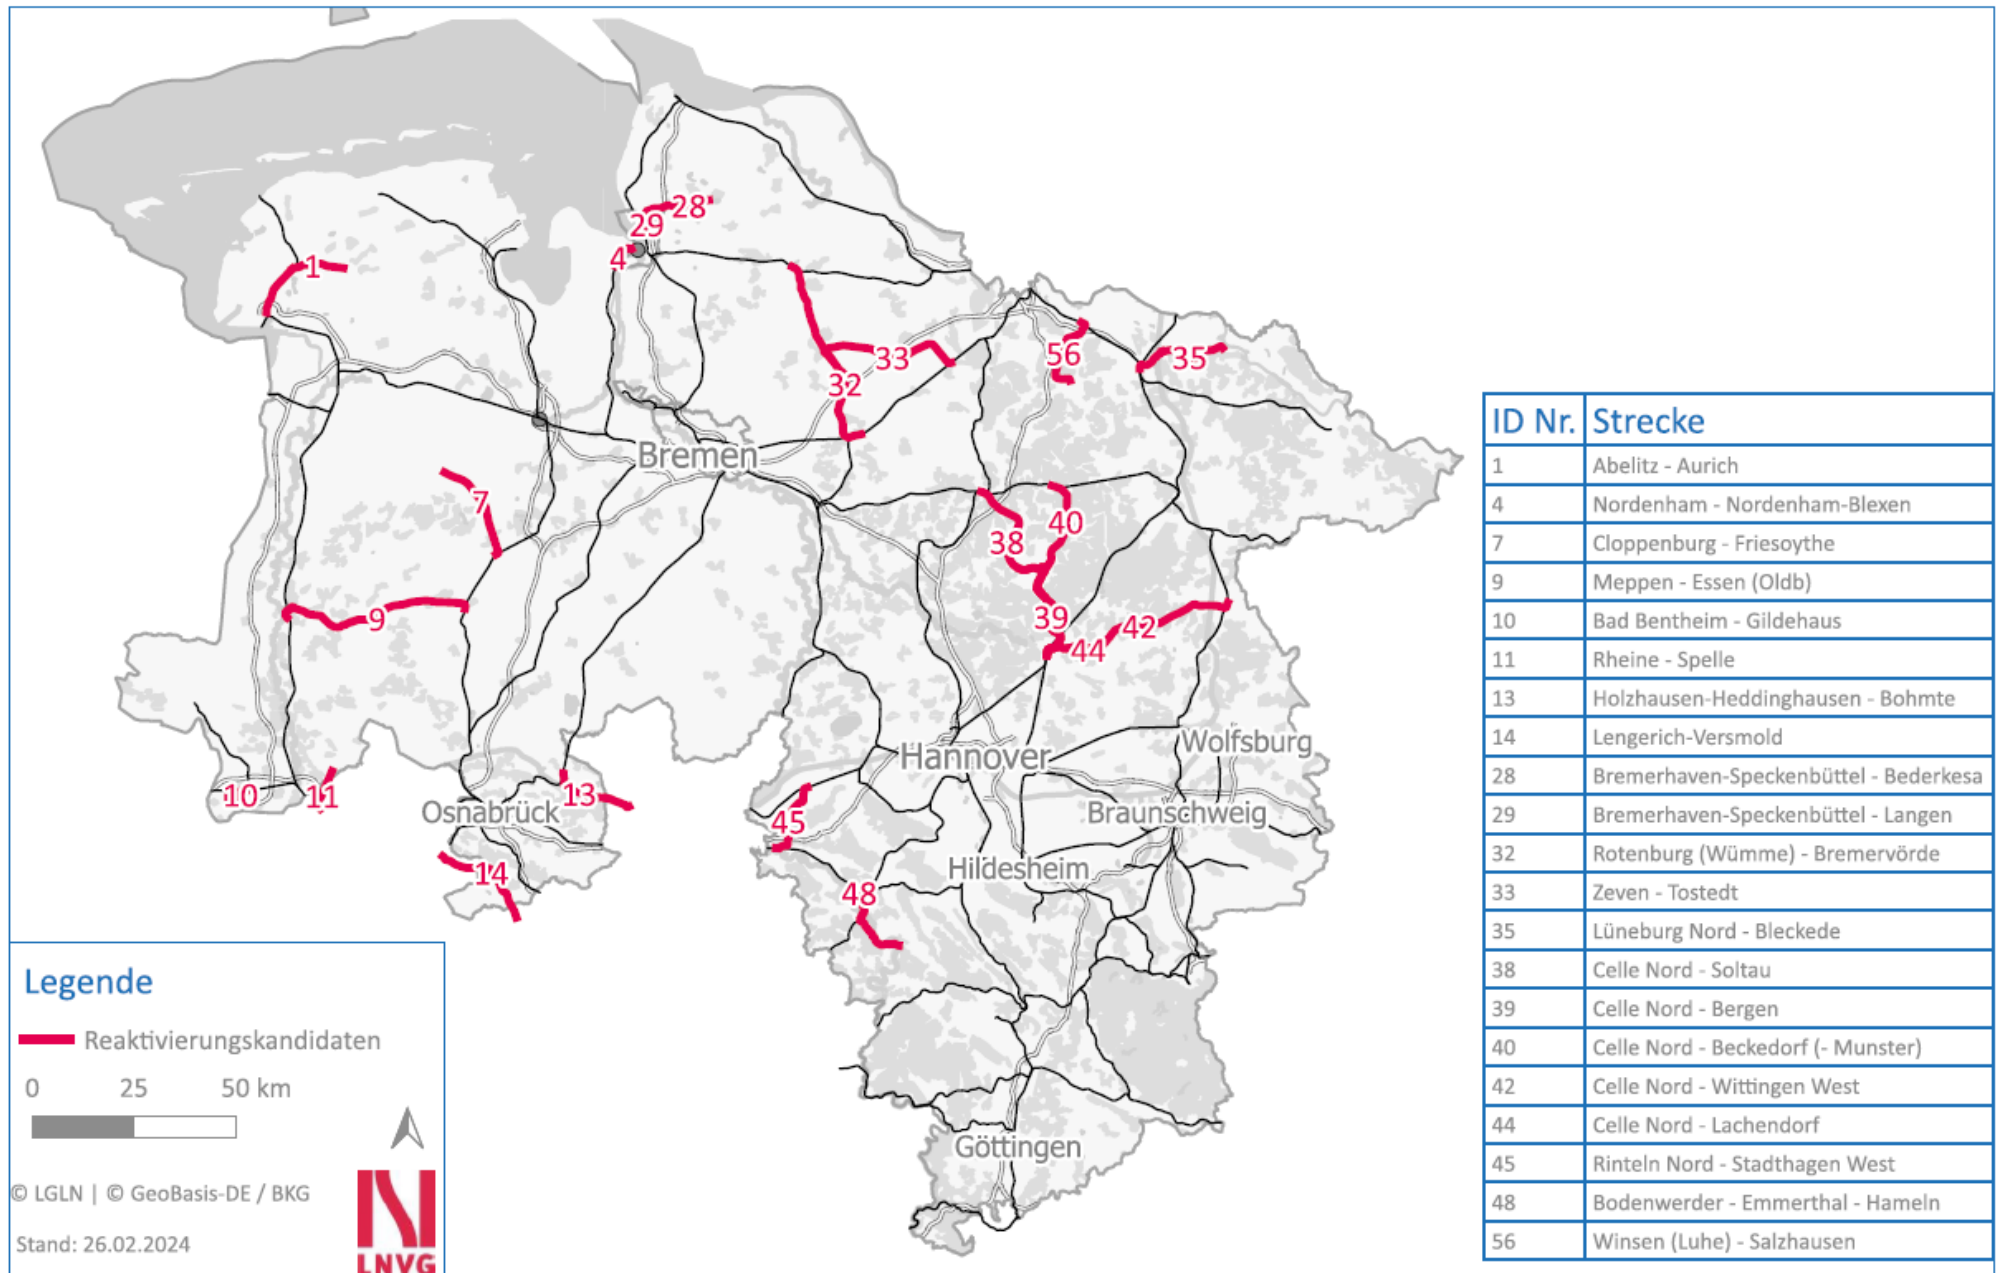 28
29
4
1
33
56
35
32
Bremen
7
40
38
9
39
42
44
Wolfsburg
Hannover
10
11
13
Osnabrück
45
Braunschweig
14
Hildesheim
48
Göttingen
ID Nr. Strecke
1 Abelitz - Aurich
4 Nordenham - Nordenham-Blexen
7 Cloppenburg - Friesoythe
9 Meppen - Essen (Oldb)
10 Bad Bentheim - Gildehaus
11 Rheine - Spelle
13 Holzhausen-Heddinghausen - Bohmte
14 Lengerich-Versmold
28 Bremerhaven-Speckenbüttel - Bederkesa
29 Bremerhaven-Speckenbüttel - Langen
32 Rotenburg (Wümme) - Bremervörde
33 Zeven - Tostedt
35 Lüneburg Nord - Bleckede
38 Celle Nord - Soltau
39 Celle Nord - Bergen
40 Celle Nord - Beckedorf (- Munster)
42 Celle Nord - Wittingen West
44 Celle Nord - Lachendorf
45 Rinteln Nord - Stadthagen West
48 Bodenwerder - Emmerthal - Hameln
56 Winsen (Luhe) - Salzhausen
Legende
Reaktivierungskandidaten
0 25 50 km
© LGLN | © GeoBasis-DE / BKG
Stand: 26.02.2024
LNVG